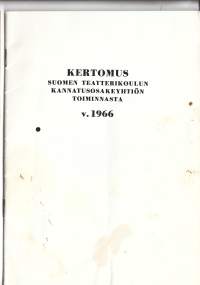 KERTOMUS
SUOMEN TEATTERIKOULUN
KANNATUSOSAKEYHTIÖN
TOIMINNASTA
v. 1966